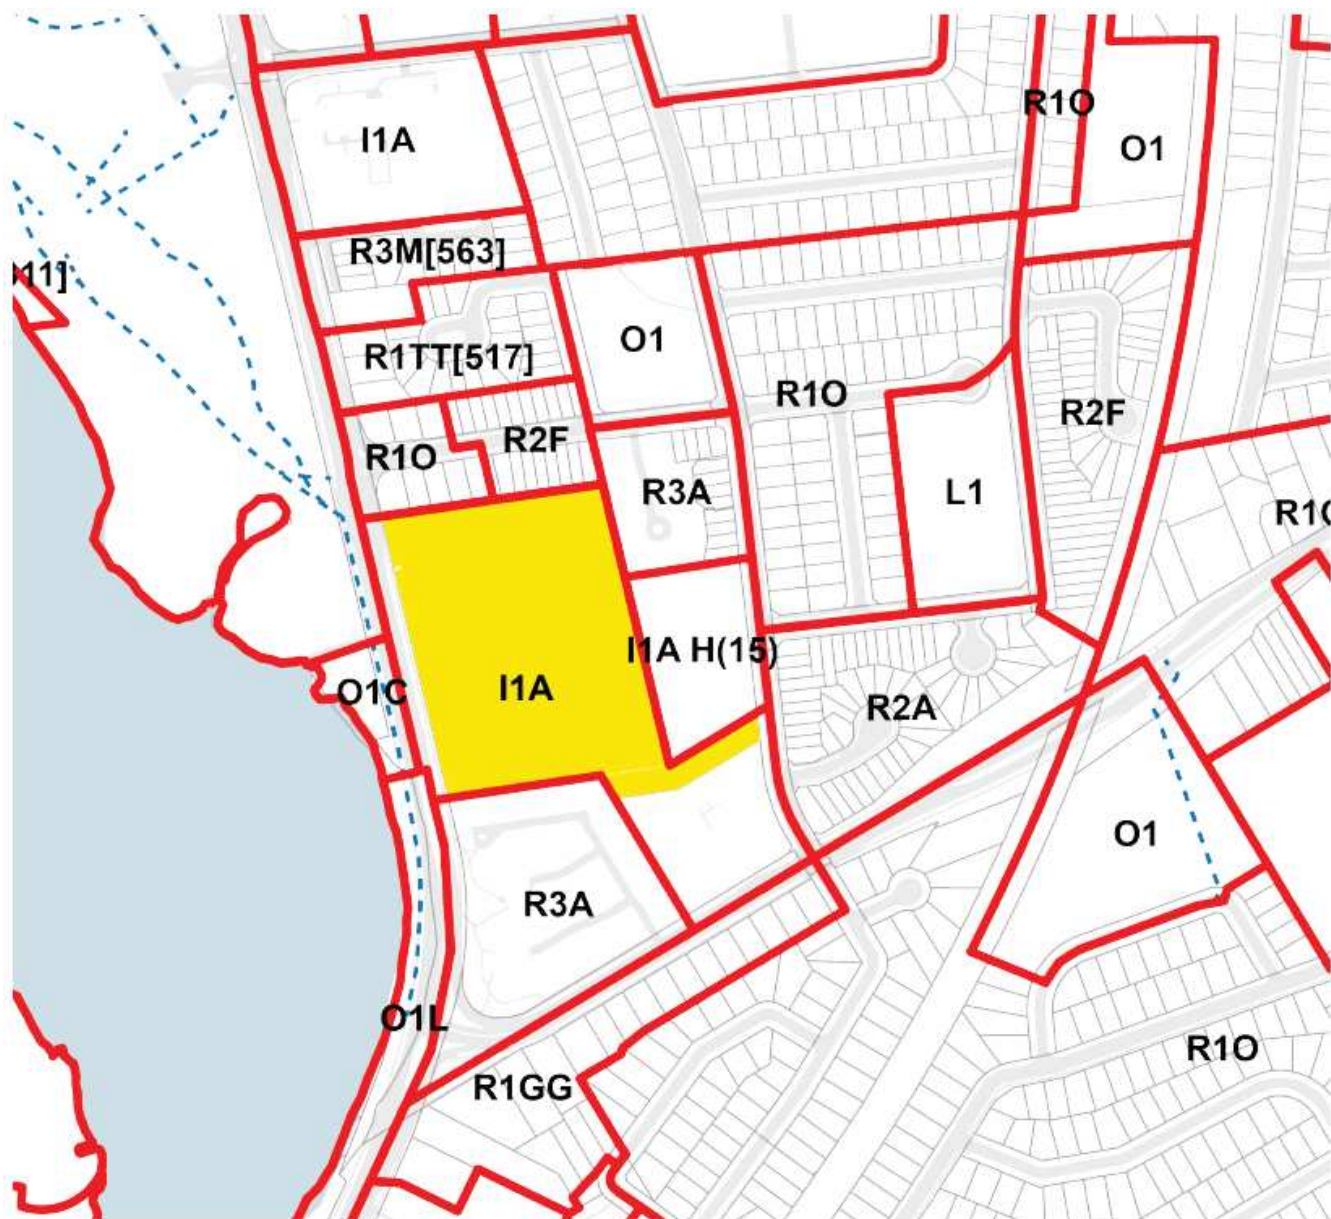 R1O
I1A
O1
R3M[563]
11]
O1
R1TT[517]
R1O
R2F
R2F
R1O
R3A
L1
I1A H(15)
O1C
I1A
R2A
O1
R3A
O1L
R1O
R1GG